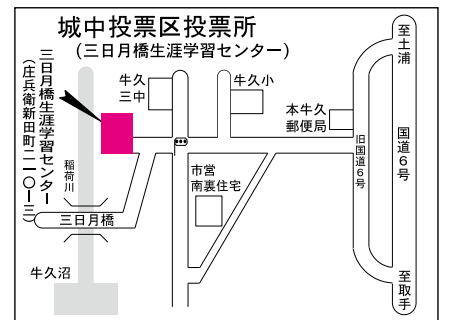 城中投票区投票所
（三日月橋生涯学習センター）
三日月橋生涯学習センター
（庄兵衛新田町二一〇ー三）
牛久
三中
牛久小
本牛久
郵便局
至土浦
国道６号
旧国道６号
至取手
市営
南裏住宅
稲荷川
三日月橋
牛久沼